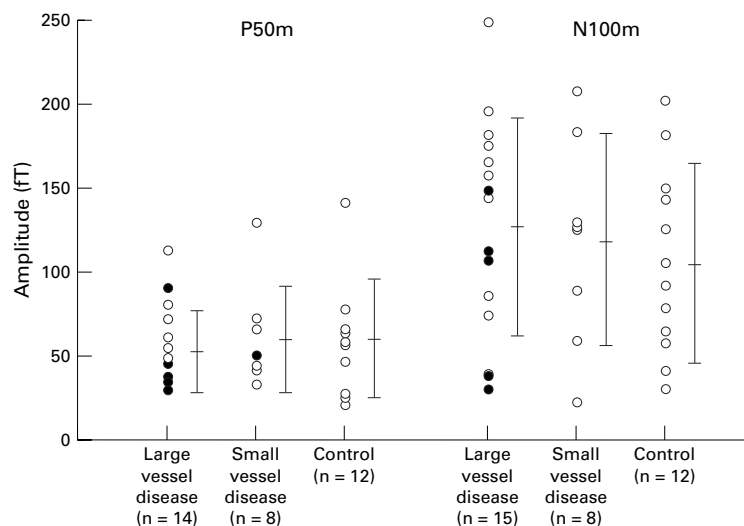 P50m
N100m
Amplitude (fT)
250
200
150
100
50
0
Large
vessel
disease
(n = 14)
Small
vessel
disease
(n = 8)
Control
(n = 12)
Large
vessel
disease
(n = 15)
Small
vessel
disease
(n = 8)
Control
(n = 12)